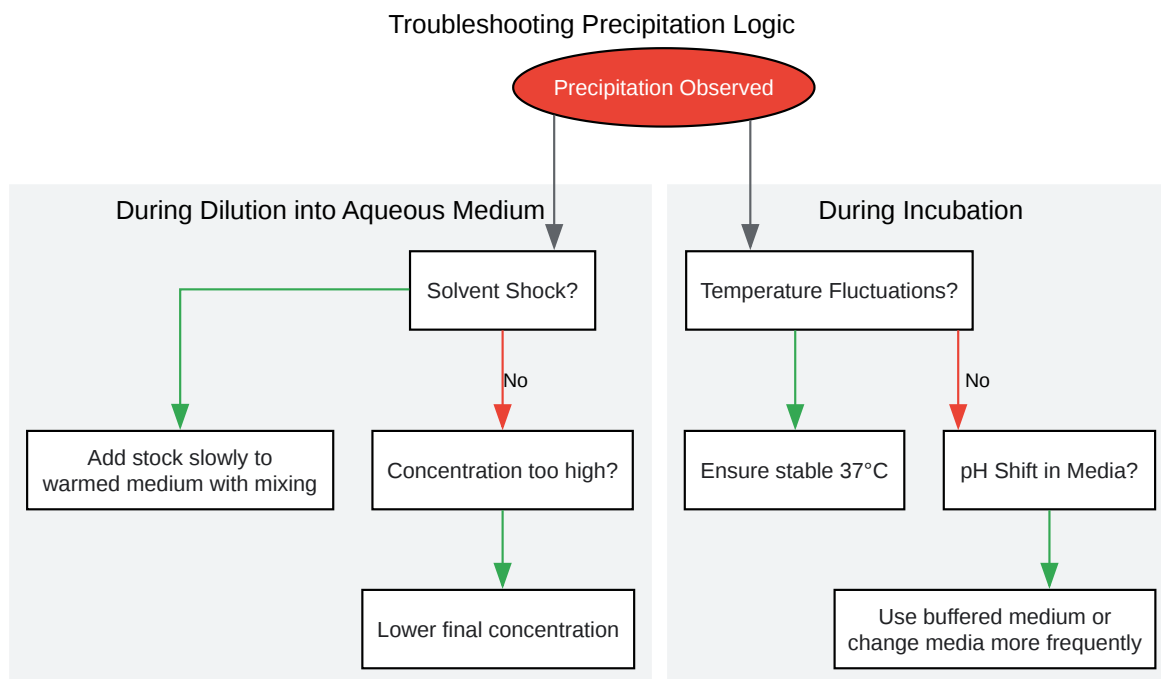 Troubleshooting Precipitation Logic
Precipitation Observed
During Dilution into Aqueous Medium
Solvent Shock?
No
Add stock slowly to
warmed medium with mixing
Concentration too high?
Lower final concentration
During Incubation
Temperature Fluctuations?
No
Ensure stable 37°C
pH Shift in Media?
Use buffered medium or
change media more frequently